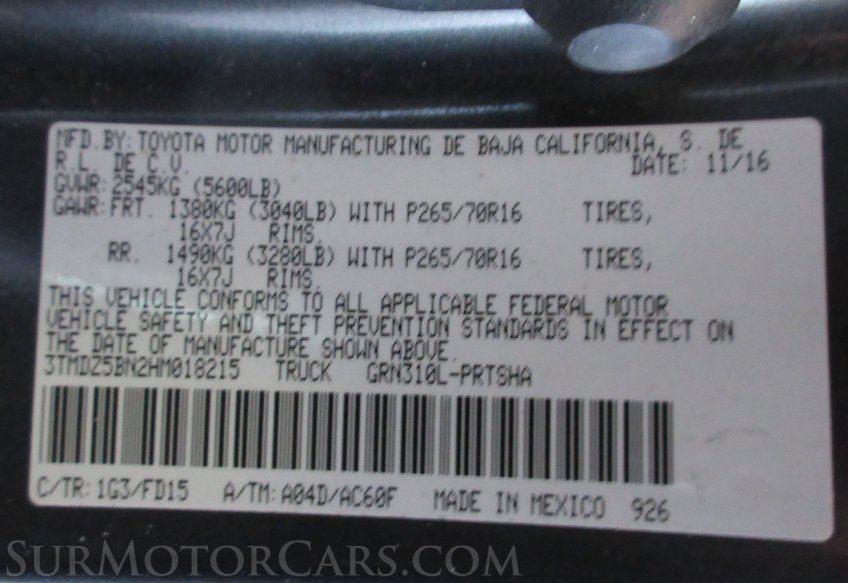 MFD.BY:TOYOTA MOTOR MANUFACTURING DE BAJA CALIFORNIA, S. DE
R.L. DE C.V. DATE: 11/16
GVWR:2545KG (5600LB)
GAWR:FRT. 1380KG (3040LB) WITH P265/70R16 TIRES,
16X7J RIMS.
RR. 1490KG (3280LB) WITH P265/70R16 TIRES,
16X7J RIMS.
THIS VEHICLE CONFORMS TO ALL APPLICABLE FEDERAL MOTOR
VEHICLE SAFETY AND THEFT PREVENTION STANDARDS IN EFFECT ON
THE DATE OF MANUFACTURE SHOWN ABOVE.
3TMDZ5BN2HM018215 TRUCK GRN310L-PRTSHA
C/TR:1G3/FD15 A/TM:A04D/AC60F MADE IN MEXICO 926
SURMOTORCARS.COM